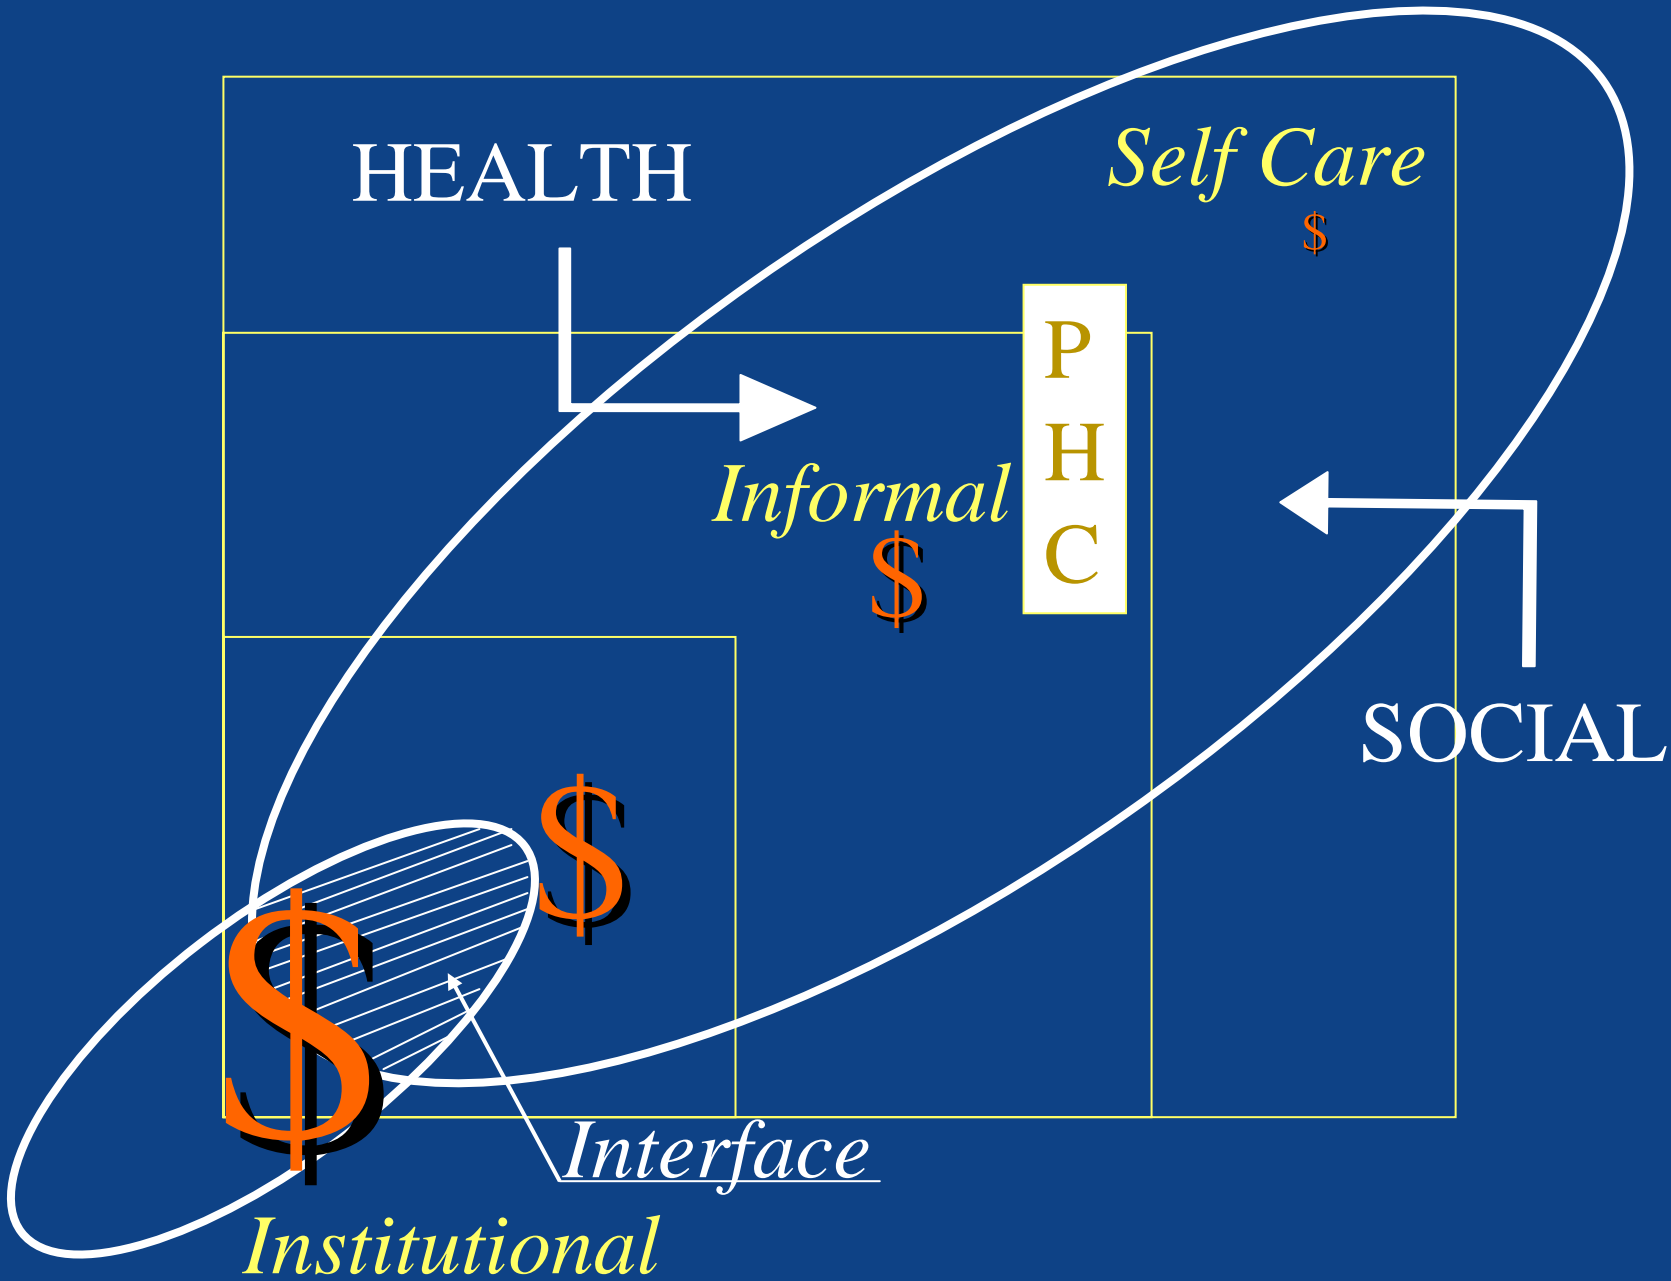 HEALTH
Self Care
$
P
H
C
Informal
$
SOCIAL
$
$
Interface
Institutional